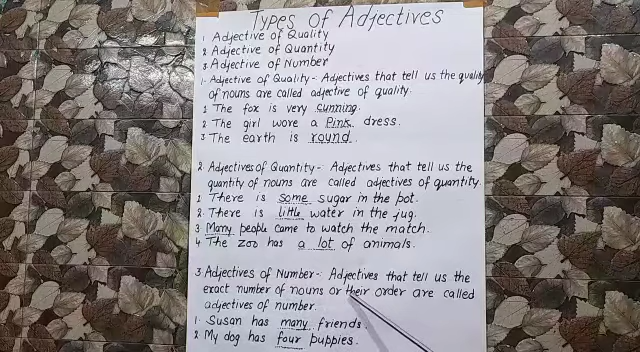 Types of Adjectives
1. Adjective of Quality
2 Adjective of Quantity
3 Adjective of Number
1- Adjective of Quality - Adjectives that tell us the quality
of nouns are called adjective of quality.
1 The fox is very cunning.
2 The girl wore a Pink dress.
3 The earth is round.
2. Adjectives of Quantity - Adjectives that tell us the
quantity of nouns are called adjectives of quantity.
1 There is some sugar in the pot.
2. There is little water in the jug.
3 Many people came to watch the match.
4 The zoo has a lot of animals.
3 Adjectives of Number - Adjectives that tell us the
exact number of nouns or their order are called
adjectives of number.
1. Susan has many friends.
2 My dog has four puppies.